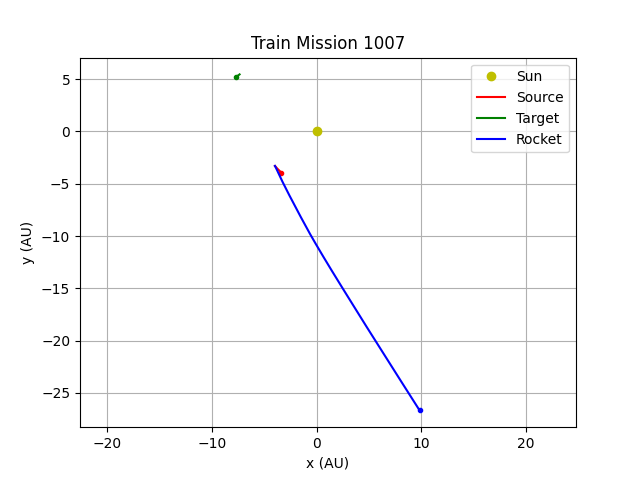 Train Mission 1007
Sun
Source
Target
Rocket
y (AU)
5
0
−5
−10
−15
−20
−25
−20
−10
0
10
20
x (AU)